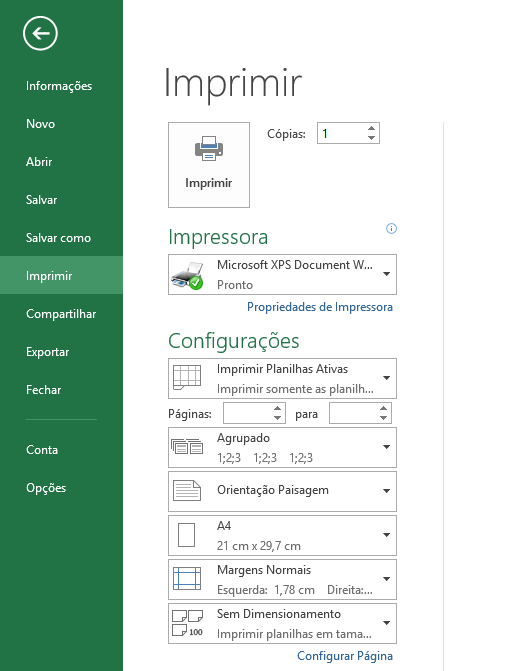 Informações
Novo
Abrir
Salvar
Salvar como
Imprimir
Compartilhar
Exportar
Fechar
Conta
Opções
Imprimir
Imprimir
Cópias: 1
Impressora
Microsoft XPS Document W...
Pronto
Propriedades de Impressora
Configurações
Imprimir Planilhas Ativas
Imprimir somente as planilh...
Páginas: para
Agrupado
1;2;3 1;2;3 1;2;3
Orientação Paisagem
A4
21 cm x 29,7 cm
Margens Normais
Esquerda: 1,78 cm Direita:...
Sem Dimensionamento
100
Imprimir planilhas em tama...
Configurar Página